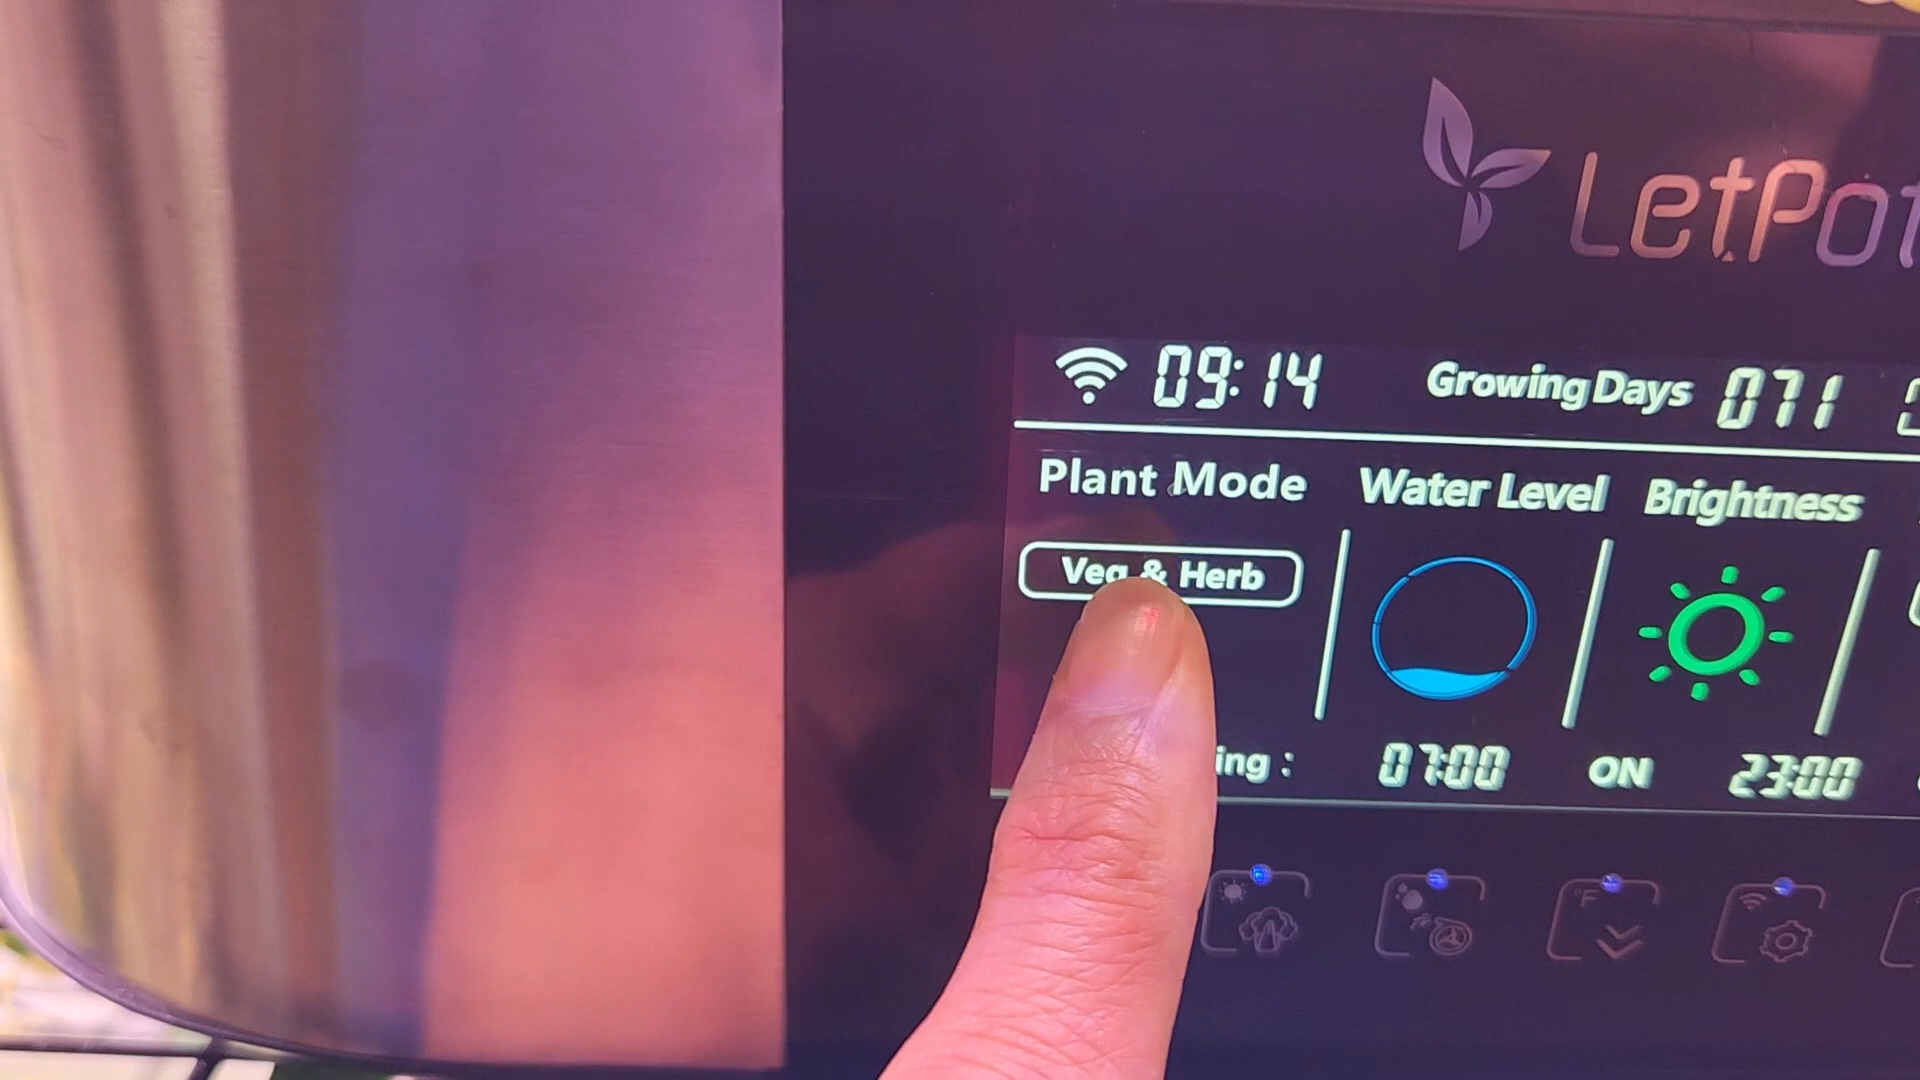 LetPot
09:14 Growing Days 071
Plant Mode Water Level Brightness
Veg & Herb
ing : 07:00 ON 23:00
°F